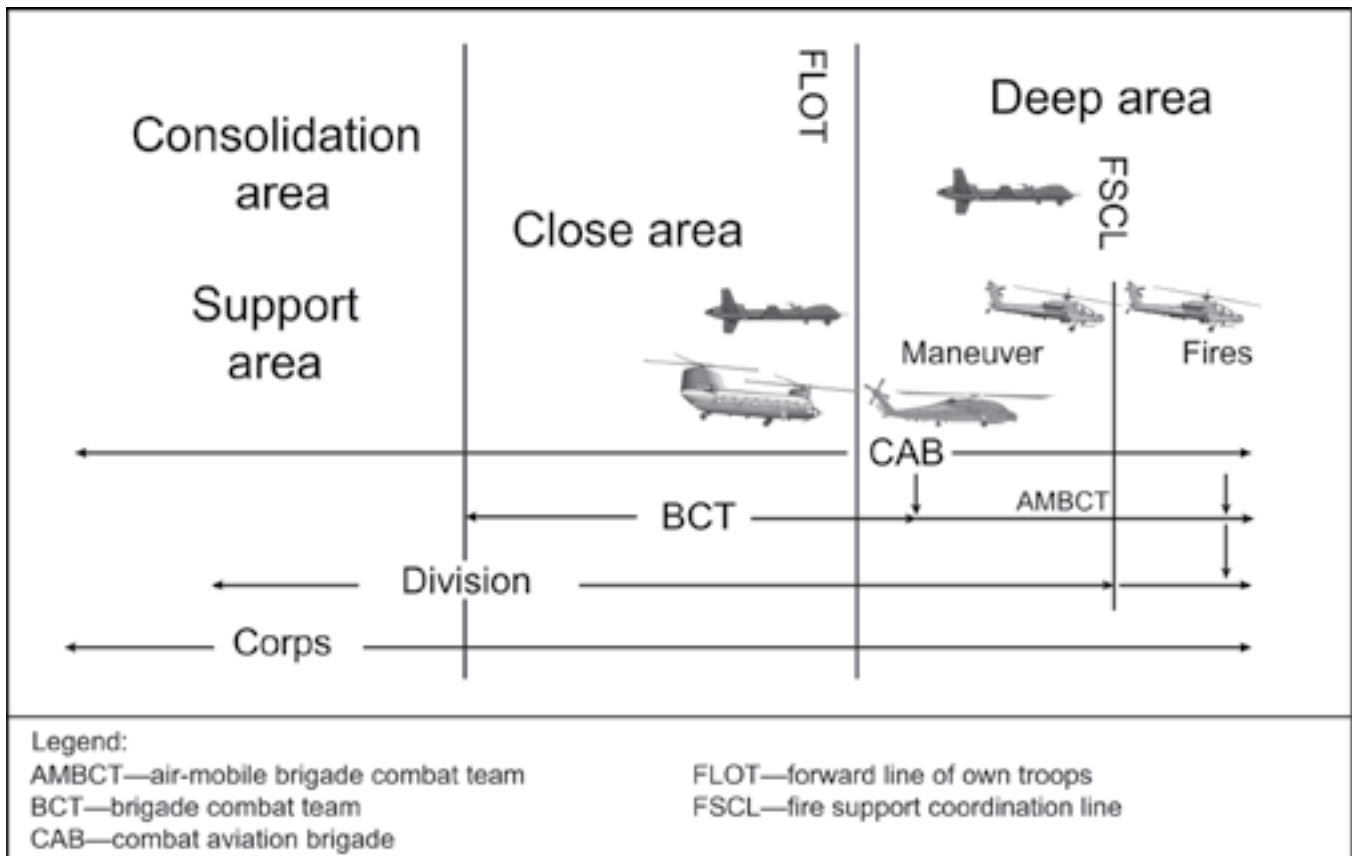 Consolidation
area
Support
area
Close area
FLOT
Deep area
FSCL
Maneuver
Fires
CAB
BCT
AMBCT
Division
Corps
Legend:
AMBCT—air-mobile brigade combat team
BCT—brigade combat team
CAB—combat aviation brigade
FLOT—forward line of own troops
FSCL—fire support coordination line